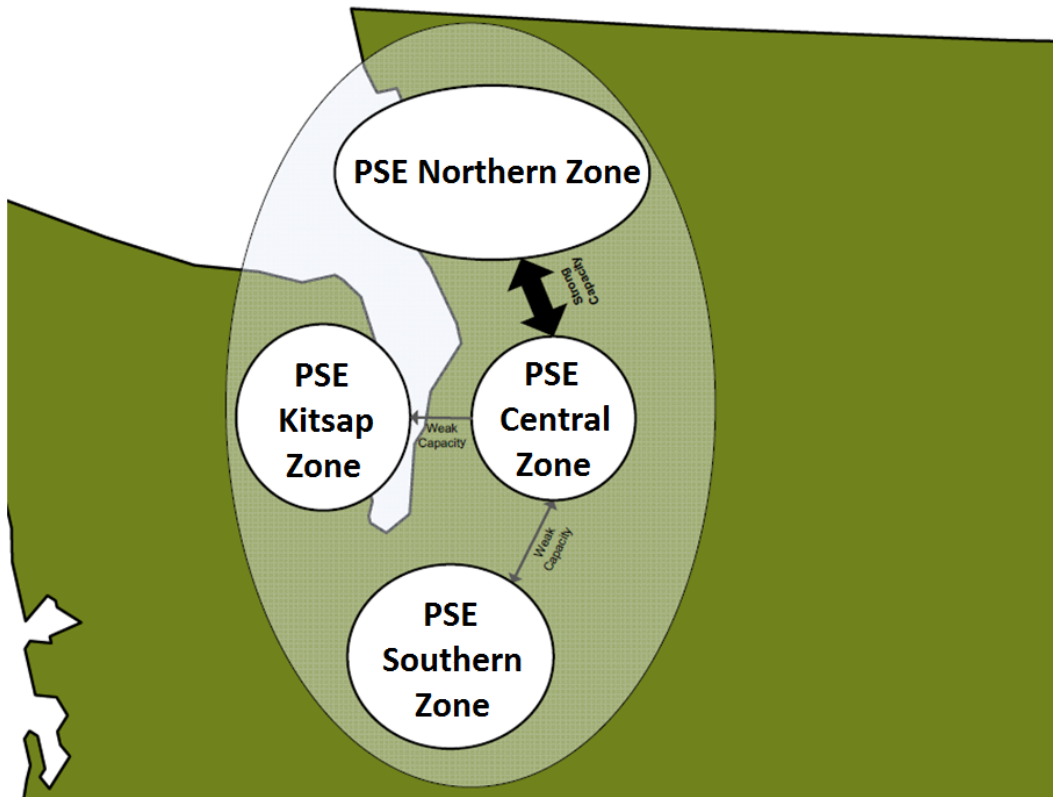 PSE Northern Zone
Strong
Capacity
PSE
Kitsap
Zone
Weak
Capacity
PSE
Central
Zone
Weak
Capacity
PSE
Southern
Zone